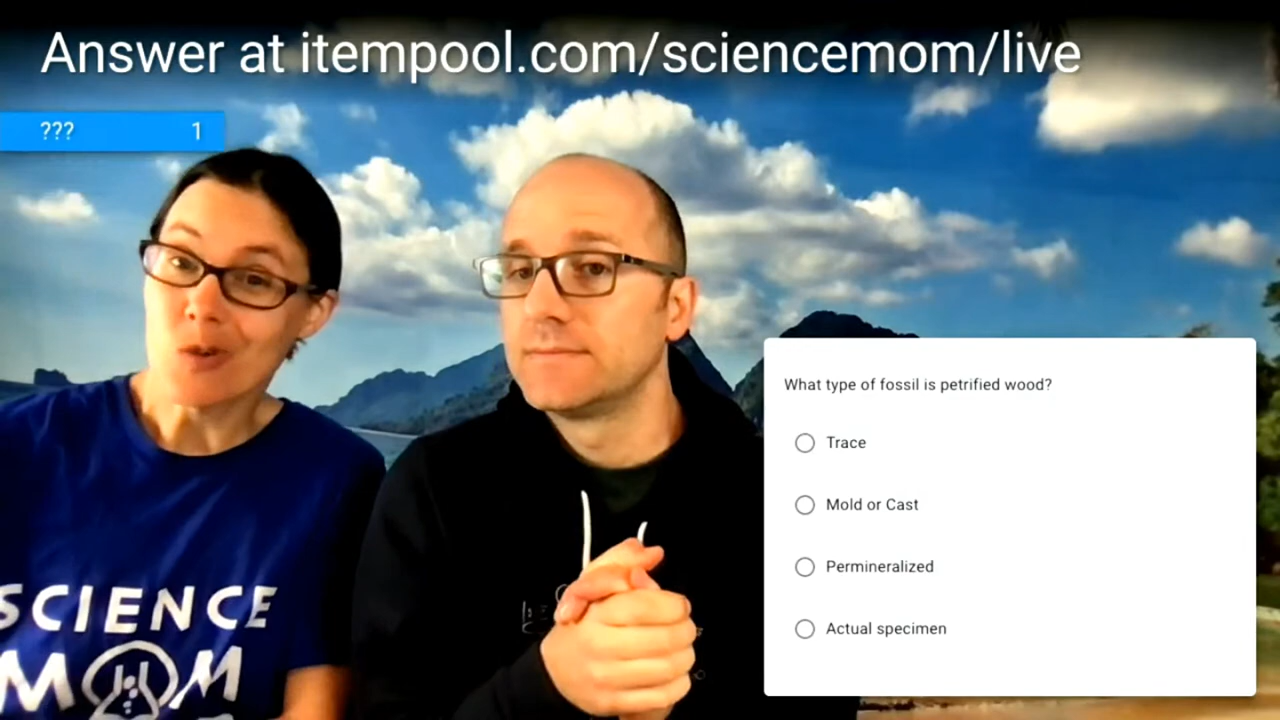 Answer at itempool.com/sciencemom/live
??? 1
What type of fossil is petrified wood?
Trace
Mold or Cast
Permineralized
Actual specimen
SCIENCE
MOM